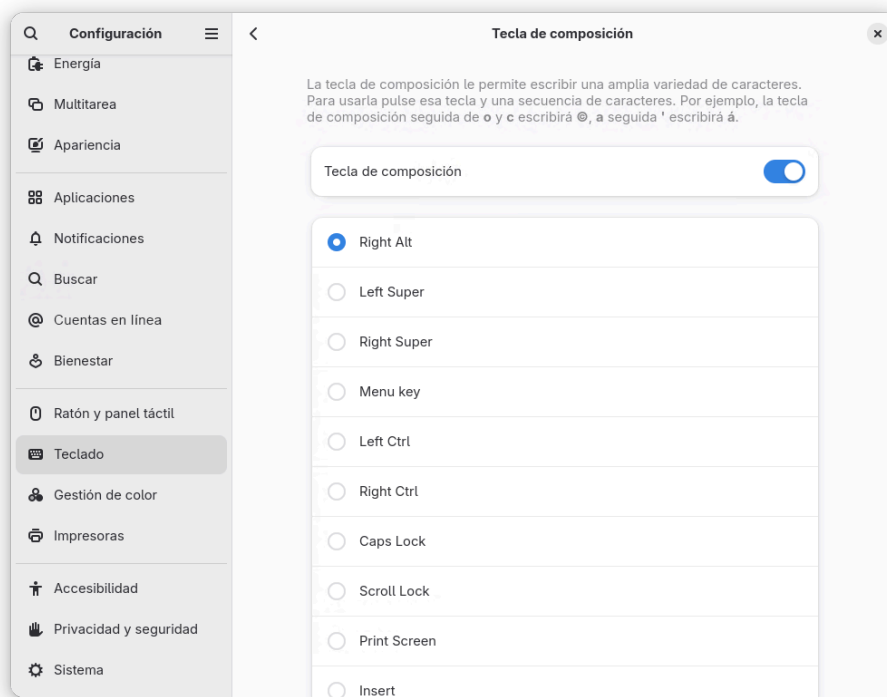 Configuración
Energía
Multitarea
Apariencia
Aplicaciones
Notificaciones
Buscar
Cuentas en línea
Bienestar
Ratón y panel táctil
Teclado
Gestión de color
Impresoras
Accesibilidad
Privacidad y seguridad
Sistema
Tecla de composición
La tecla de composición le permite escribir una amplia variedad de caracteres.
Para usarla pulse esa tecla y una secuencia de caracteres. Por ejemplo, la tecla
de composición seguida de o y c escribirá ©, a seguida ' escribirá á.
Tecla de composición
Right Alt
Left Super
Right Super
Menu key
Left Ctrl
Right Ctrl
Caps Lock
Scroll Lock
Print Screen
Insert